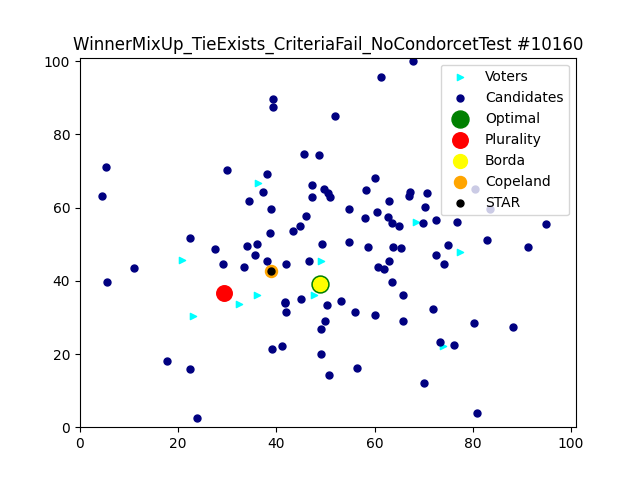 WinnerMixUp_TieExists_CriteriaFail_NoCondorcetTest #10160
100
80
60
40
20
0
0 20 40 60 80 100
Voters
Candidates
Optimal
Plurality
Borda
Copeland
STAR